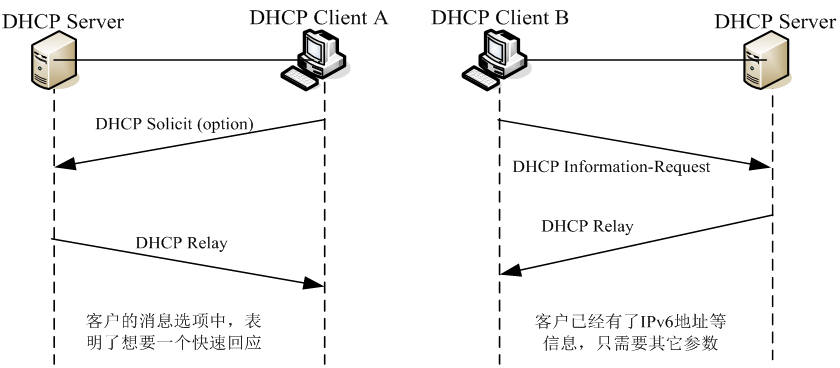 DHCP Server
DHCP Client A
DHCP Client B
DHCP Server
DHCP Solicit (option)
DHCP Relay
客户的消息选项中，表
明了想要一个快速回应
DHCP Information-Request
DHCP Relay
客户已经有了IPv6地址等
信息，只需要其它参数